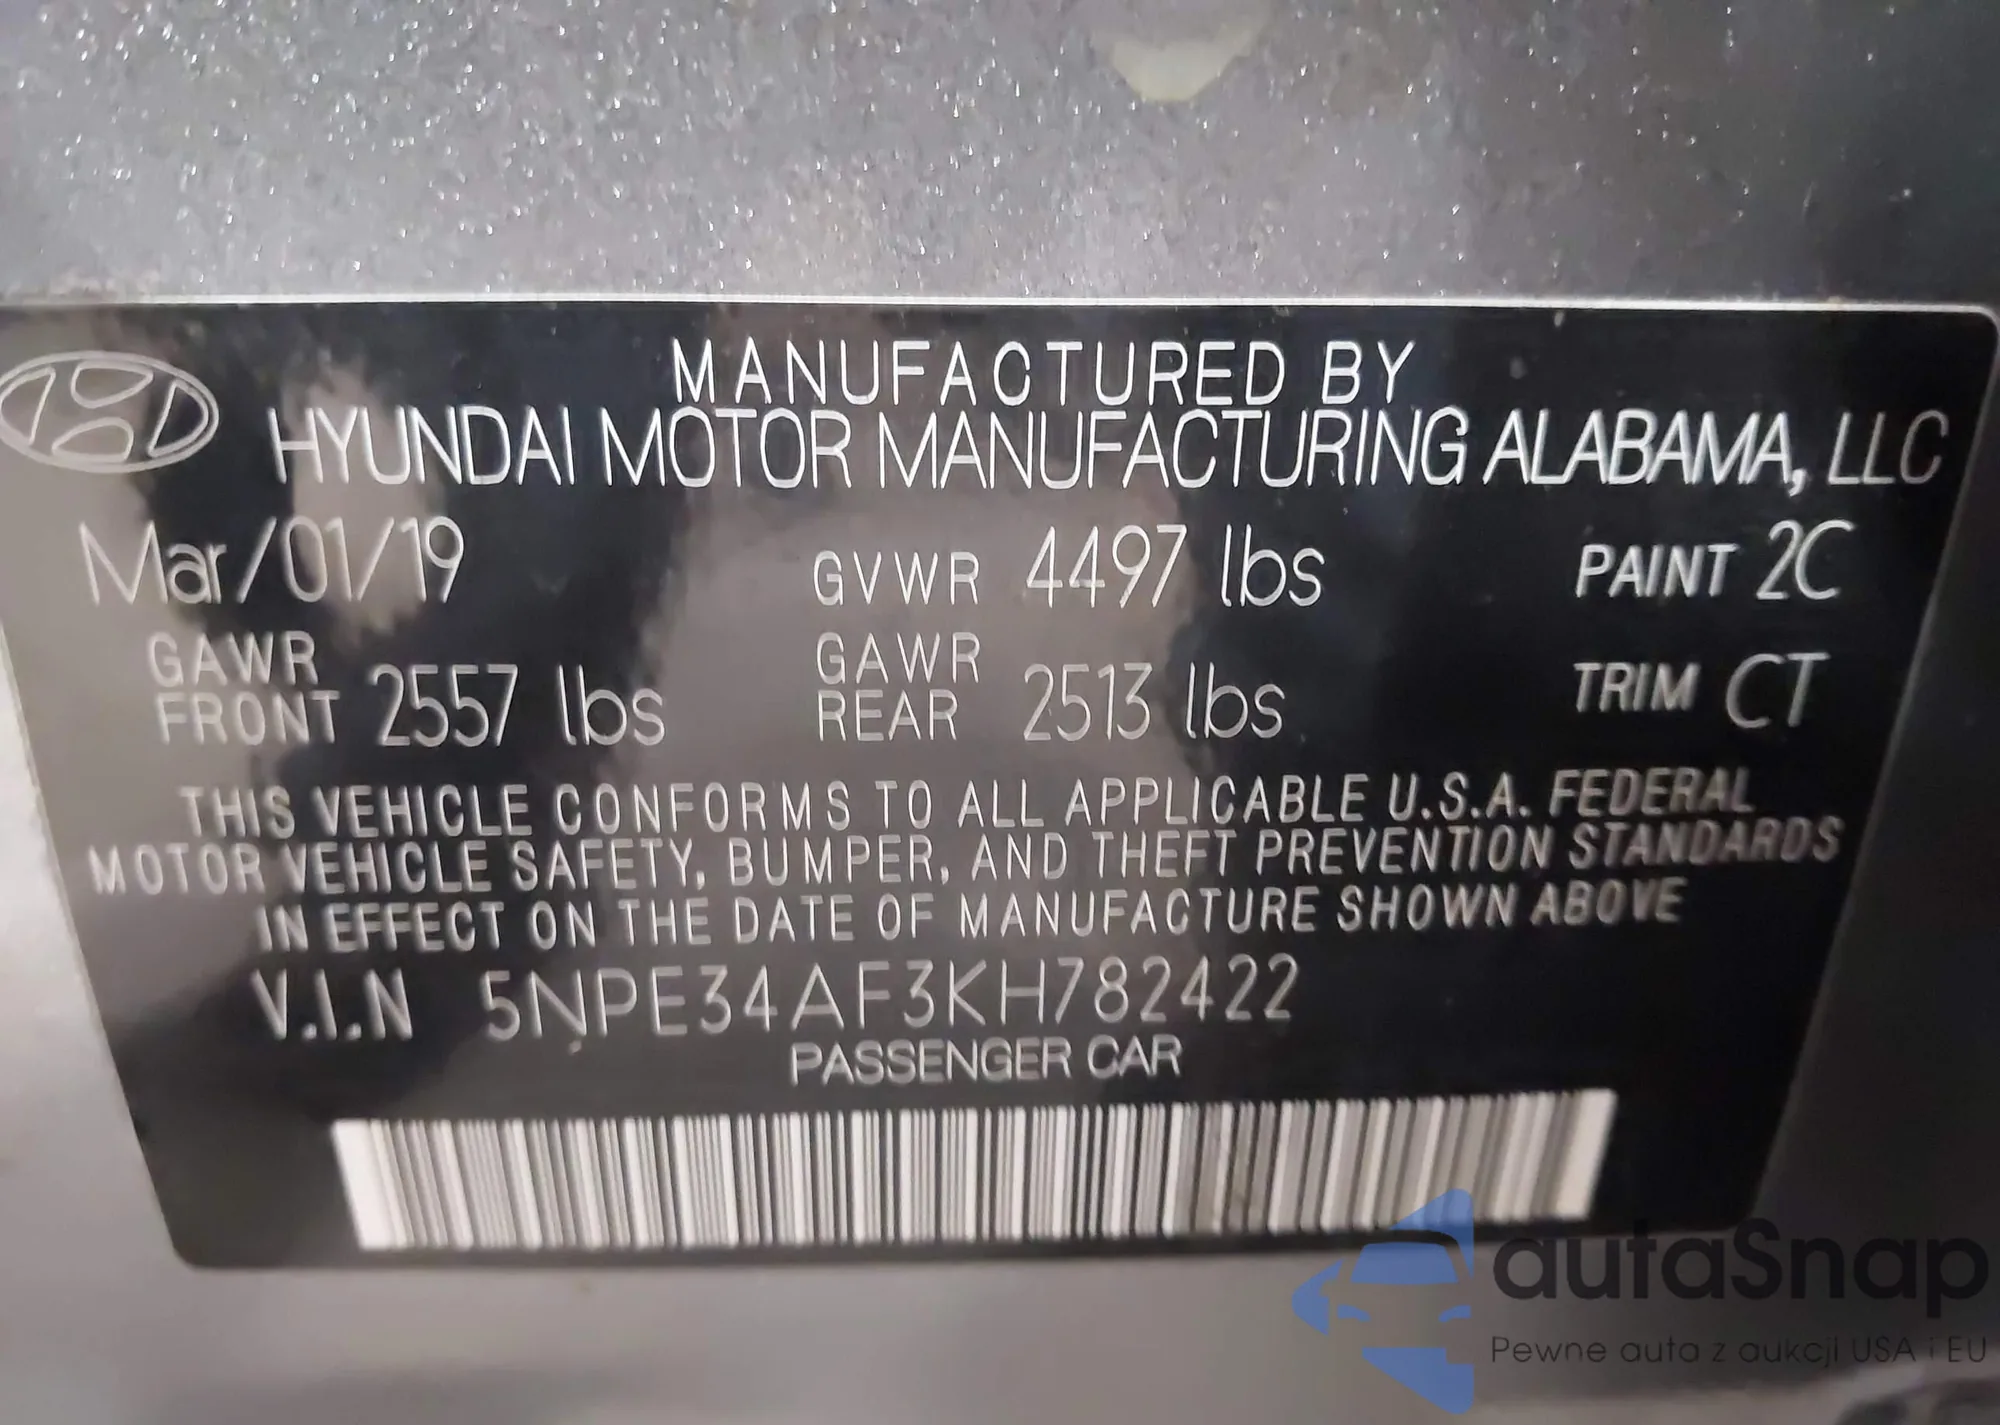 MANUFACTURED BY
HYUNDAI MOTOR MANUFACTURING ALABAMA, LLC
Mar/01/19 GVWR 4497 lbs PAINT 2C
GAWR FRONT 2557 lbs GAWR REAR 2513 lbs TRIM CT
THIS VEHICLE CONFORMS TO ALL APPLICABLE U.S.A. FEDERAL
MOTOR VEHICLE SAFETY, BUMPER, AND THEFT PREVENTION STANDARDS
IN EFFECT ON THE DATE OF MANUFACTURE SHOWN ABOVE
V.I.N 5NPE34AF3KH782422
PASSENGER CAR
autaSnap
Pewne auta z aukcji USA i EU